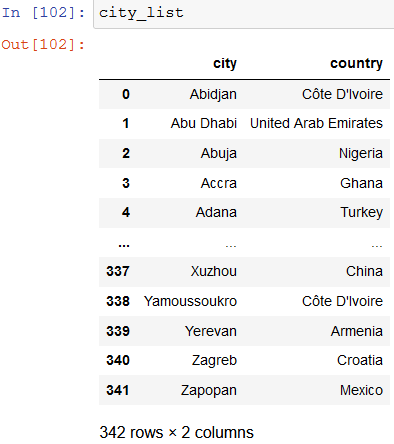 In [102]: city_list
Out[102]:
city country
0 Abidjan Côte D'Ivoire
1 Abu Dhabi United Arab Emirates
2 Abuja Nigeria
3 Accra Ghana
4 Adana Turkey
... ... ...
337 Xuzhou China
338 Yamoussoukro Côte D'Ivoire
339 Yerevan Armenia
340 Zagreb Croatia
341 Zapopan Mexico
342 rows × 2 columns